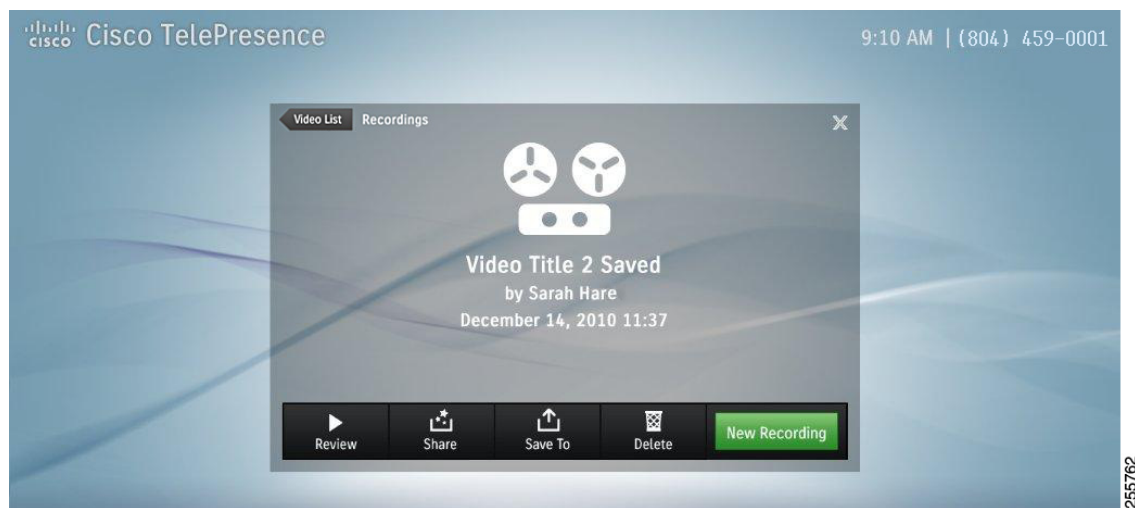 CISCO Cisco TelePresence
9:10 AM | (804) 459-0001
Video List Recordings X
Video Title 2 Saved
by Sarah Hare
December 14, 2010 11:37
Review Share Save To Delete New Recording
255762